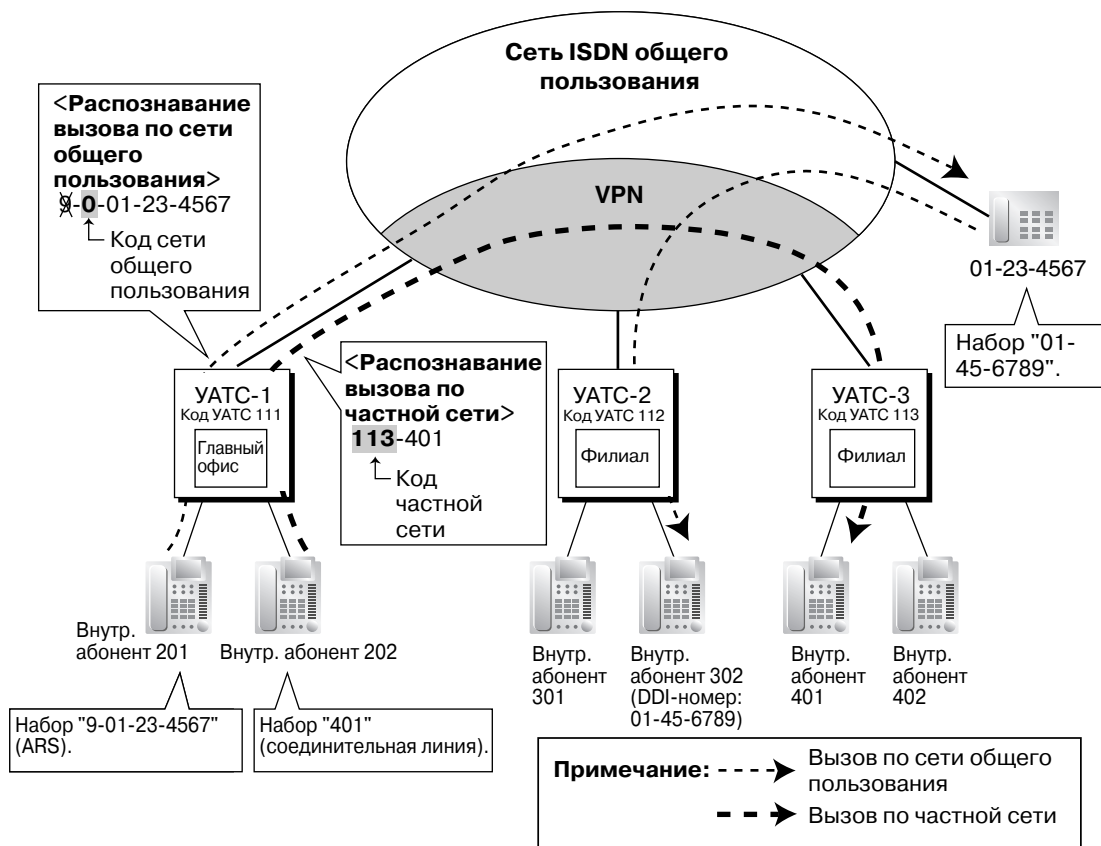 Сеть ISDN общего
пользования
<Распознавание
вызова по сети
общего
пользования>
9-0-01-23-4567
Код сети
общего
пользования
VPN
01-23-4567
Набор "01-
45-6789".
<Распознавание
вызова по
частной сети>
113-401
Код
частной
сети
УАТС-1
Код УАТС 111
Главный
офис
УАТС-2
Код УАТС 112
Филиал
УАТС-3
Код УАТС 113
Филиал
Внутр.
абонент 201
Внутр. абонент 202
Внутр.
абонент
301
Внутр.
абонент 302
(DDI-номер:
01-45-6789)
Внутр.
абонент
401
Внутр.
абонент
402
Набор "9-01-23-4567"
(ARS).
Набор "401"
(соединительная линия).
Примечание:
Вызов по сети общего
пользования
Вызов по частной сети